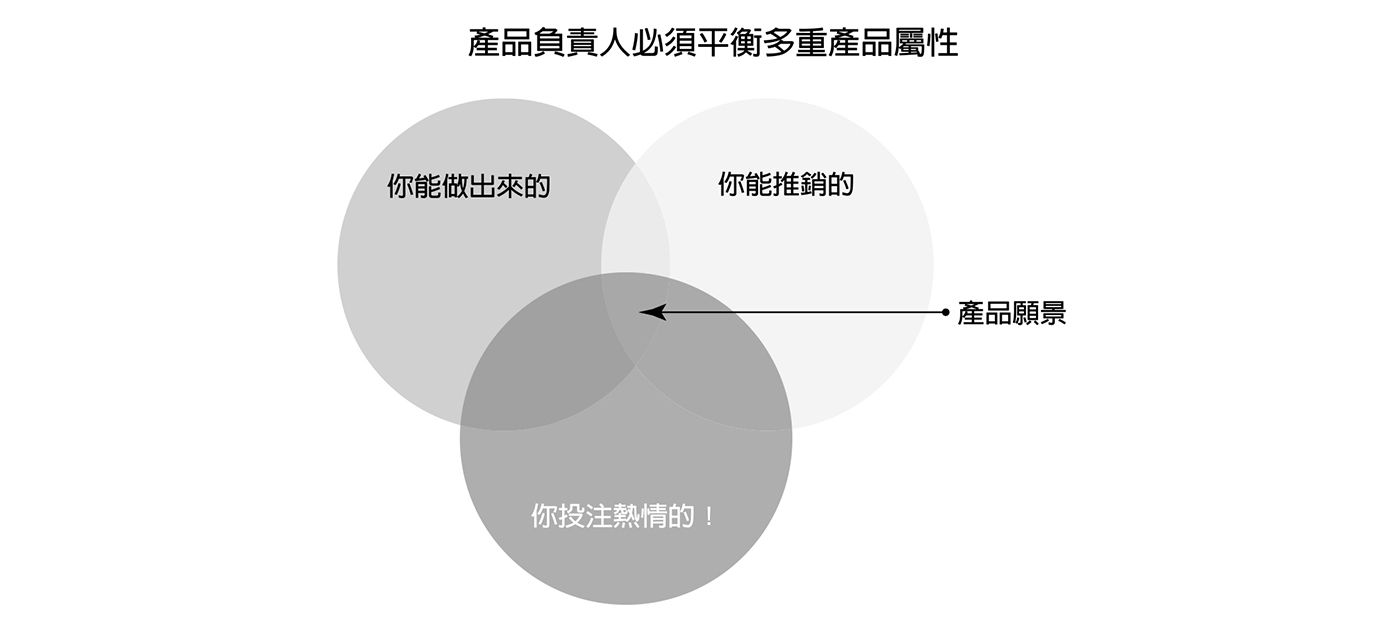 產品負責人必須平衡多重產品屬性
你能做出來的
你能推銷的
產品願景
你投注熱情的！